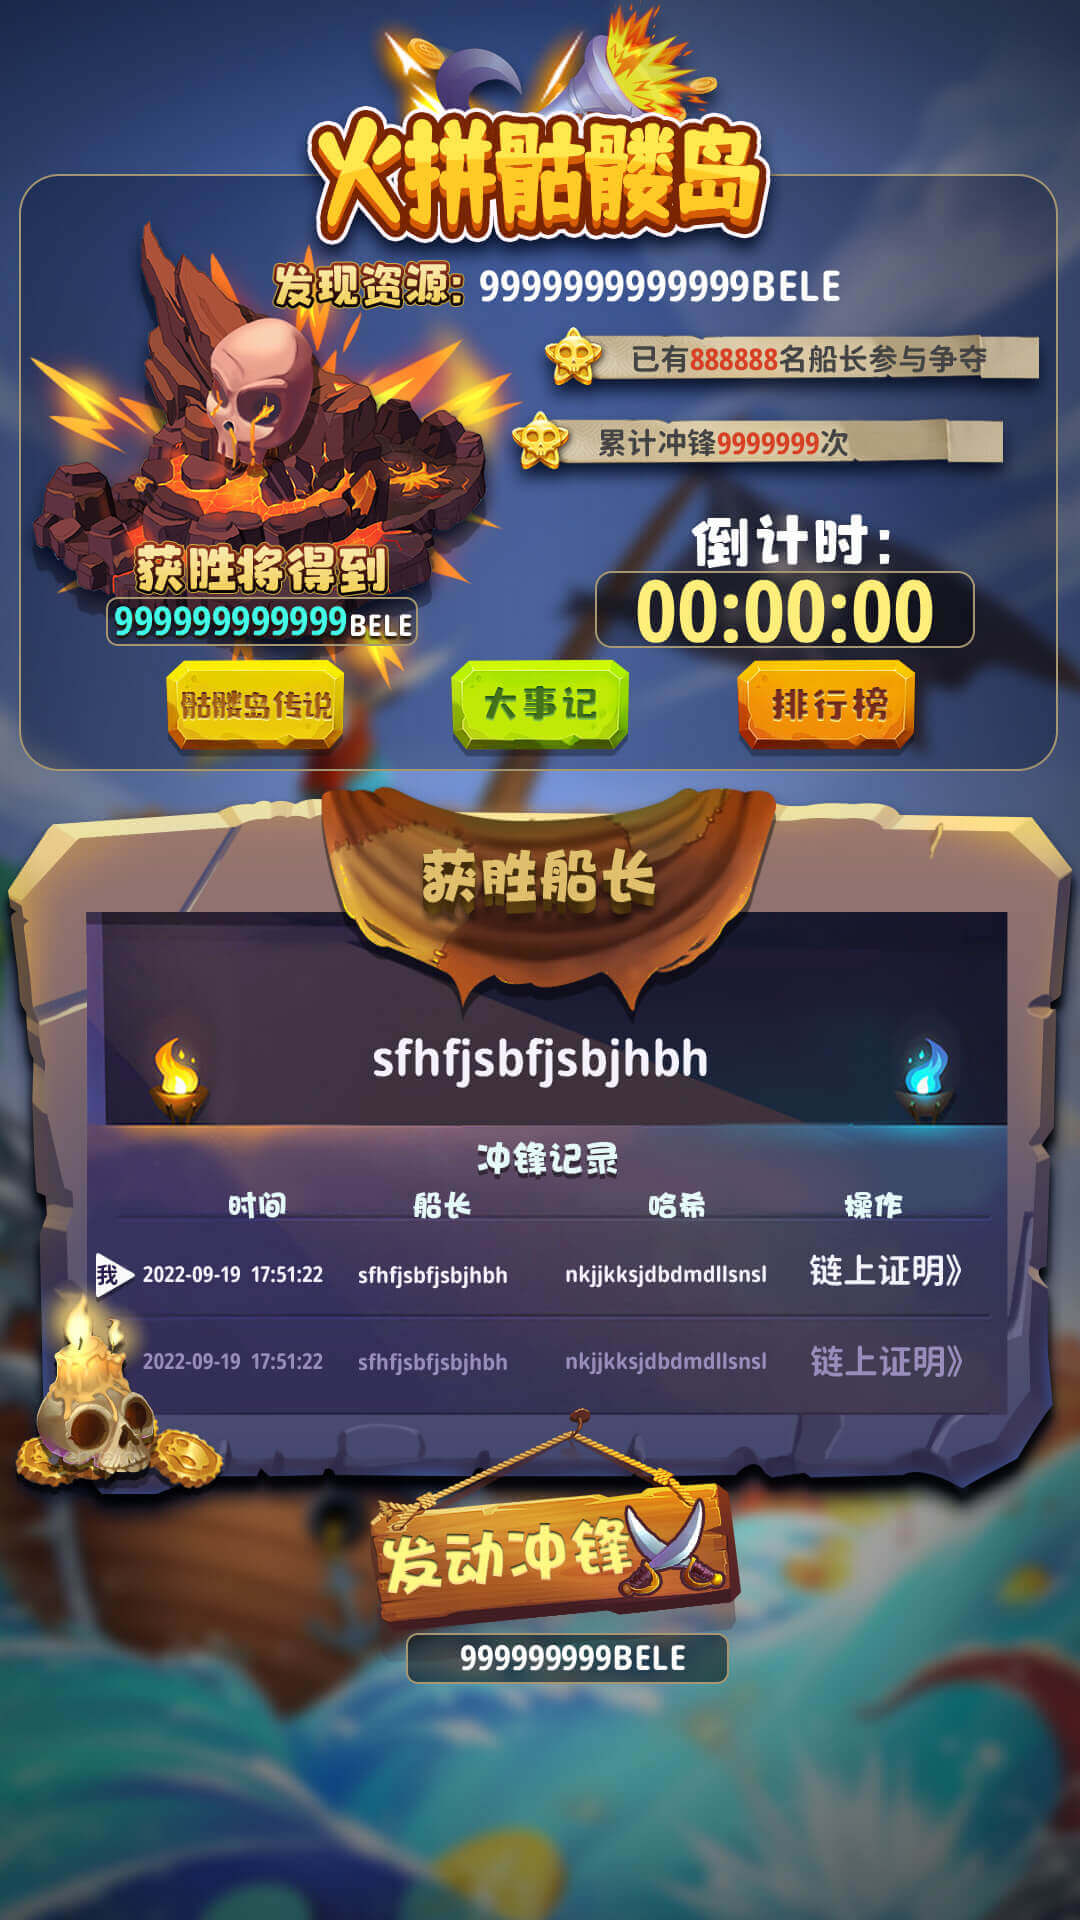 火拼骷髅岛
发现资源: 9999999999999BELE
已有888888名船长参与争夺
累计冲锋9999999次
倒计时:
00:00:00
获胜将得到
999999999999BELE
骷髅岛传说 大事记 排行榜
获胜船长
sfhfjsbfjsbjhbh
冲锋记录
时间 船长 哈希 操作
我 2022-09-19 17:51:22 sfhfjsbfjsbjhbh nkjjkksjdbdmdllsnsl 链上证明》
2022-09-19 17:51:22 sfhfjsbfjsbjhbh nkjjkksjdbdmdllsnsl 链上证明》
发动冲锋
999999999BELE